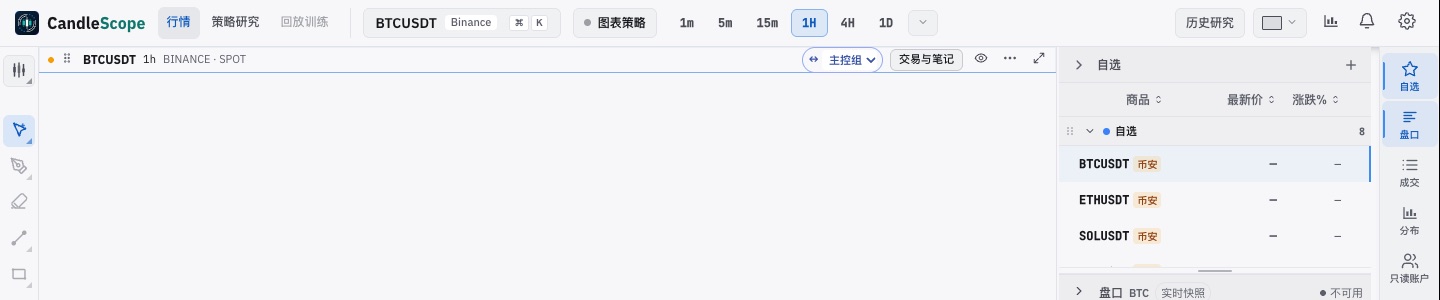 CandleScope 行情 策略研究 回放训练 BTCUSDT Binance ⌘ K 图表策略 1m 5m 15m 1H 4H 1D 历史研究
BTCUSDT 1h BINANCE · SPOT 主控组 交易与笔记
自选
商品 最新价 涨跌%
自选 8
BTCUSDT 币安 — —
ETHUSDT 币安 — —
SOLUSDT 币安 — —
盘口 BTC 实时快照 不可用
自选
盘口
成交
分布
只读账户